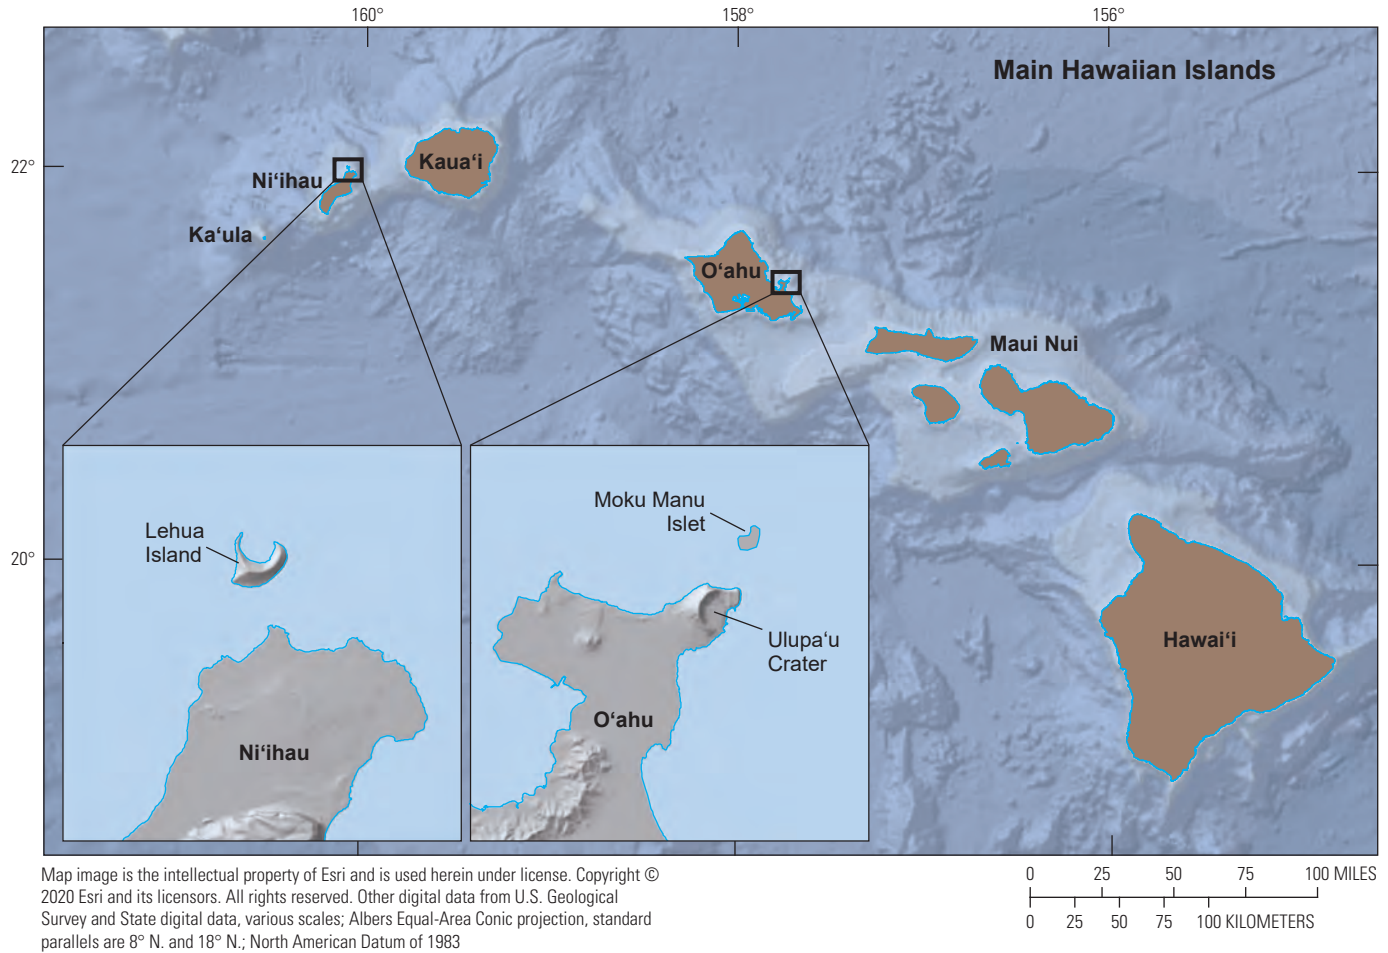 160°
158°
156°
Main Hawaiian Islands
22°
Kaua‘i
Ni‘ihau
Ka‘ula
O‘ahu
Maui Nui
Moku Manu
Islet
Lehua
Island
20°
Ulupa‘u
Crater
Hawai‘i
O‘ahu
Ni‘ihau
Map image is the intellectual property of Esri and is used herein under license. Copyright ©
2020 Esri and its licensors. All rights reserved. Other digital data from U.S. Geological
Survey and State digital data, various scales; Albers Equal-Area Conic projection, standard
parallels are 8° N. and 18° N.; North American Datum of 1983
0 25 50 75 100 MILES
0 25 50 75 100 KILOMETERS